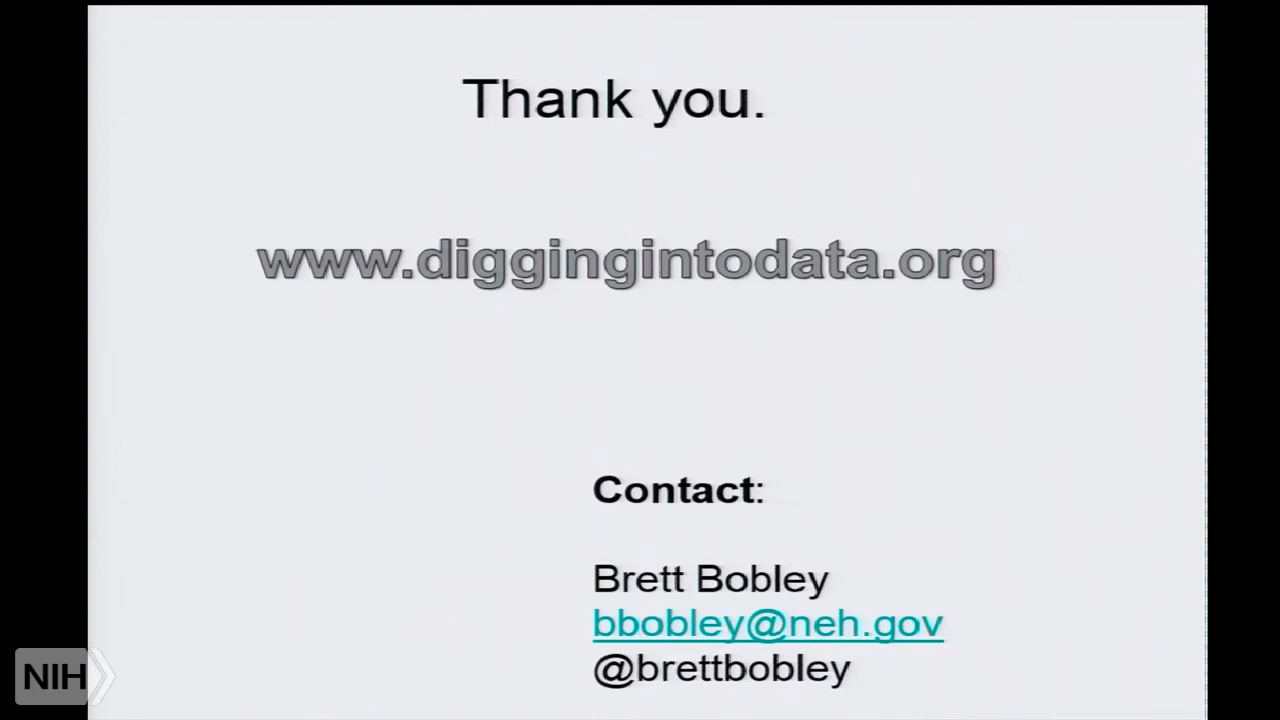 Thank you.
www.diggingintodata.org
Contact:
Brett Bobley
bbobley@neh.gov
@brettbobley
NIH